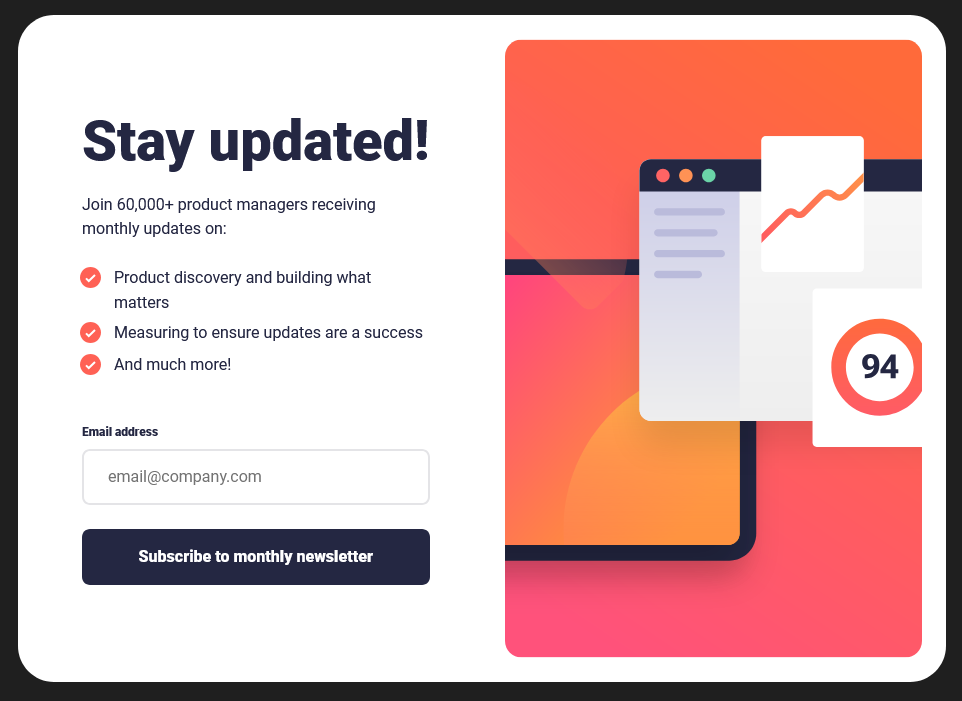 Stay updated!
Join 60,000+ product managers receiving
monthly updates on:
Product discovery and building what
matters
Measuring to ensure updates are a success
And much more!
Email address
email@company.com
Subscribe to monthly newsletter
94